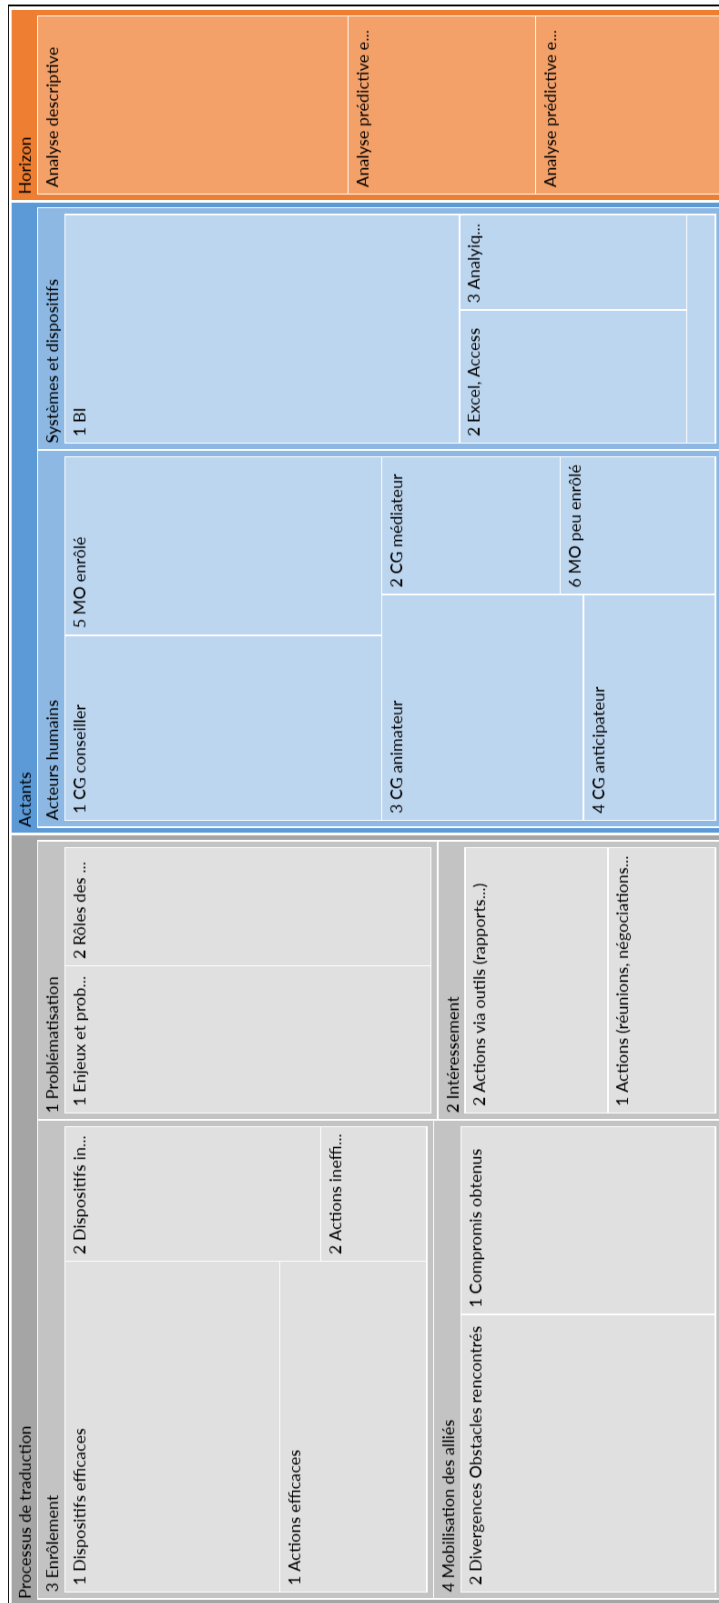 Processus de traduction
3 Enrôlement
1 Dispositifs efficaces
2 Dispositifs in...
1 Actions efficaces
2 Actions ineffi...
4 Mobilisation des alliés
2 Divergences Obstacles rencontrés
1 Compromis obtenus
1 Problématisation
1 Enjeux et prob...
2 Rôles des ...
2 Intéressement
2 Actions via outils (rapports...)
1 Actions (réunions, négociations...
Actants
Acteurs humains
1 CG conseiller
5 MO enrôlé
3 CG animateur
2 CG médiateur
4 CG anticipateur
6 MO peu enrôlé
Systèmes et dispositifs
1 BI
2 Excel, Access
3 Analyiq...
Horizon
Analyse descriptive
Analyse prédictive e...
Analyse prédictive e...